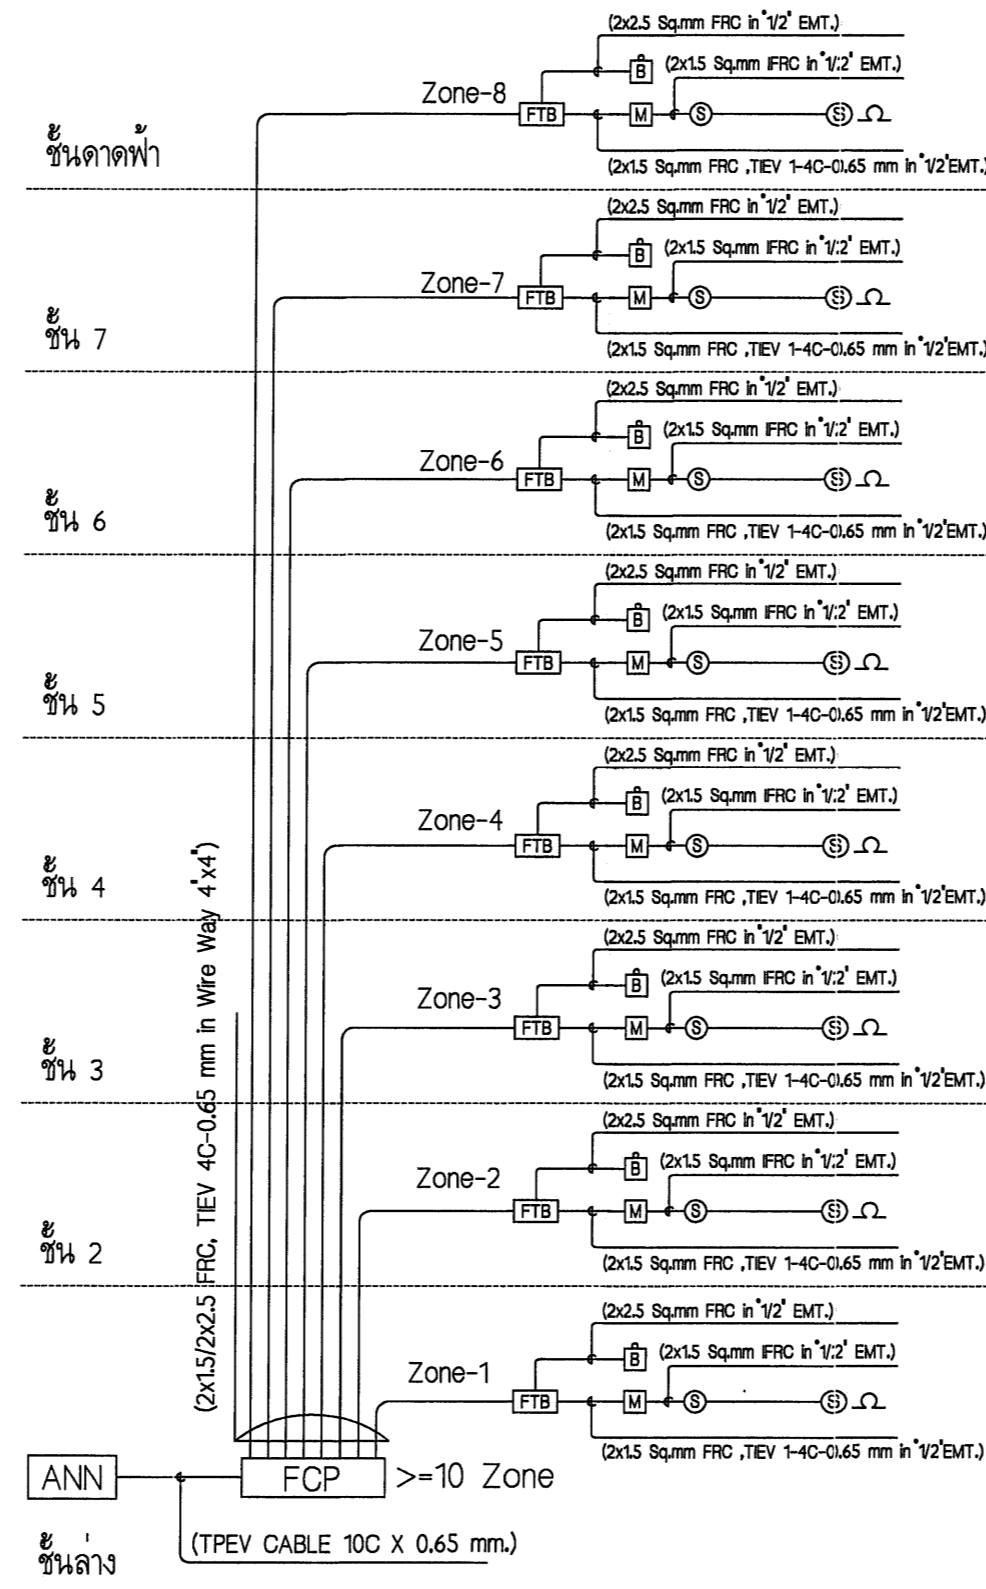 (2x2.5 Sq.mm FRC in"1/2" EMT.)
B (2x1.5 Sq.mm FRC in"1/2" EMT.)
Zone-8
FTB M S S Ω
ชั้นดาดฟ้า
(2x1.5 Sq.mm FRC ,TIEV 1-4C-0.65 mm in"1/2"EMT.)
(2x2.5 Sq.mm FRC in"1/2" EMT.)
B (2x1.5 Sq.mm FRC in"1/2" EMT.)
Zone-7
FTB M S S Ω
ชั้น 7
(2x1.5 Sq.mm FRC ,TIEV 1-4C-0.65 mm in"1/2"EMT.)
(2x2.5 Sq.mm FRC in"1/2" EMT.)
B (2x1.5 Sq.mm FRC in"1/2" EMT.)
Zone-6
FTB M S S Ω
ชั้น 6
(2x1.5 Sq.mm FRC ,TIEV 1-4C-0.65 mm in"1/2"EMT.)
(2x2.5 Sq.mm FRC in"1/2" EMT.)
B (2x1.5 Sq.mm FRC in"1/2" EMT.)
Zone-5
FTB M S S Ω
ชั้น 5
(2x1.5 Sq.mm FRC ,TIEV 1-4C-0.65 mm in"1/2"EMT.)
(2x2.5 Sq.mm FRC in"1/2" EMT.)
B (2x1.5 Sq.mm FRC in"1/2" EMT.)
Zone-4
FTB M S S Ω
ชั้น 4
(2x1.5 Sq.mm FRC ,TIEV 1-4C-0.65 mm in"1/2"EMT.)
(2x2.5 Sq.mm FRC in"1/2" EMT.)
B (2x1.5 Sq.mm FRC in"1/2" EMT.)
Zone-3
FTB M S S Ω
ชั้น 3
(2x1.5 Sq.mm FRC ,TIEV 1-4C-0.65 mm in"1/2"EMT.)
(2x2.5 Sq.mm FRC in"1/2" EMT.)
B (2x1.5 Sq.mm FRC in"1/2" EMT.)
Zone-2
FTB M S S Ω
ชั้น 2
(2x1.5 Sq.mm FRC ,TIEV 1-4C-0.65 mm in"1/2"EMT.)
(2x2.5 Sq.mm FRC in"1/2" EMT.)
B (2x1.5 Sq.mm FRC in"1/2" EMT.)
Zone-1
FTB M S S Ω
(2x1.5 Sq.mm FRC ,TIEV 1-4C-0.65 mm in"1/2"EMT.)
(2x1.5/2x2.5 FRC, TIEV 4C-0.65 mm in Wire Way 4"x4")
ANN FCP >=10 Zone
(TPEV CABLE 10C X 0.65 mm.)
ชั้นล่าง